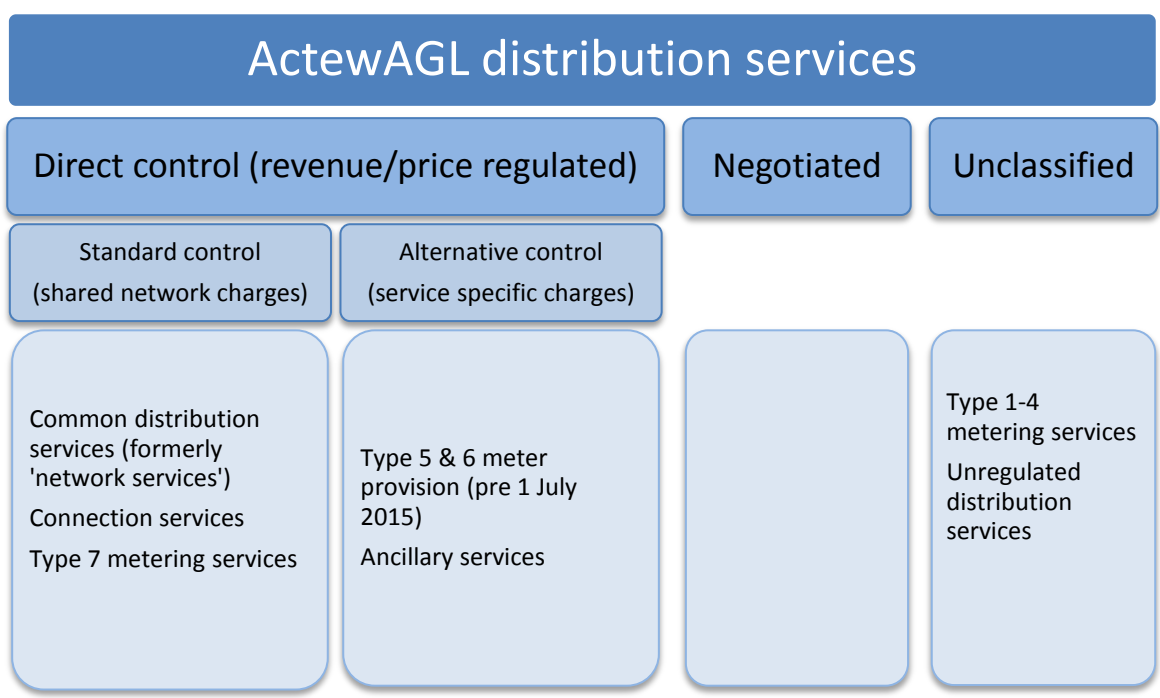 ActewAGL distribution services
Direct control (revenue/price regulated)
Negotiated
Unclassified
Standard control
(shared network charges)
Alternative control
(service specific charges)
Common distribution
services (formerly
'network services')
Connection services
Type 7 metering services
Type 5 & 6 meter
provision (pre 1 July
2015)
Ancillary services
Type 1-4
metering services
Unregulated
distribution
services